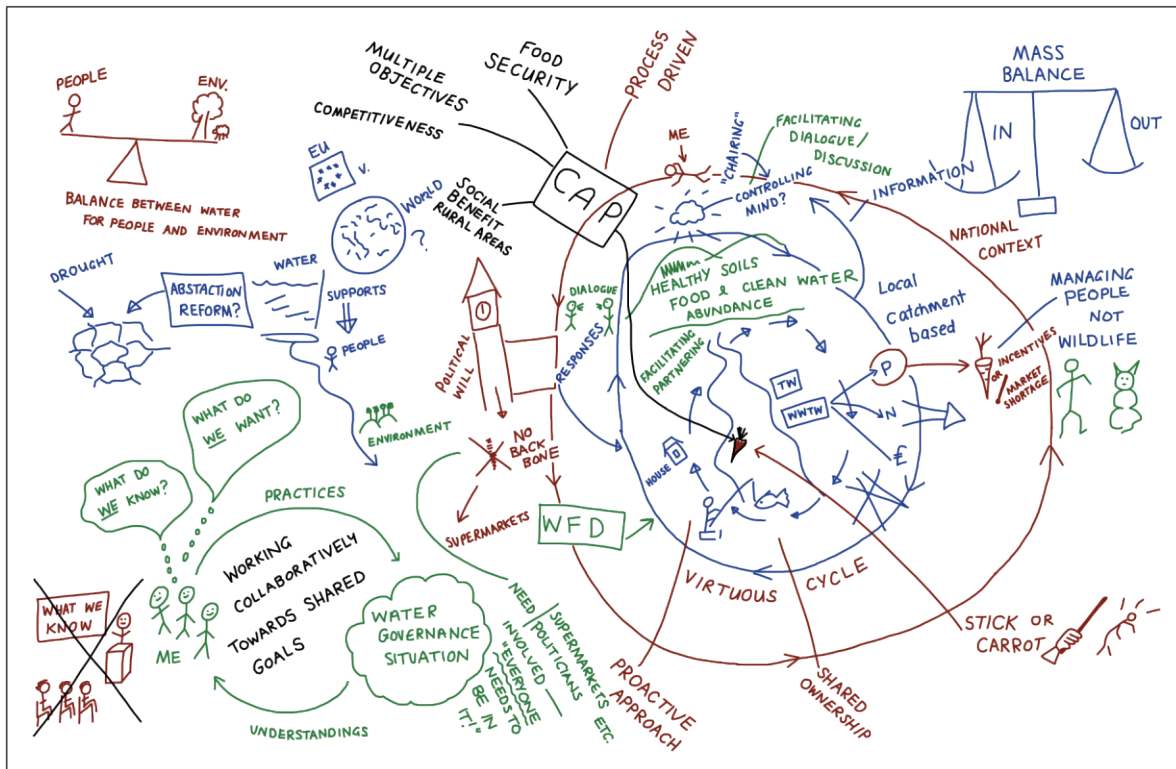 PEOPLE
ENV.
BALANCE BETWEEN WATER
FOR PEOPLE AND ENVIRONMENT
DROUGHT
ABSTACTION
REFORM?
WATER
SUPPORTS
PEOPLE
ENVIRONMENT
EU
V.
WORLD
?
MULTIPLE
OBJECTIVES
FOOD
SECURITY
COMPETITIVENESS
SOCIAL
BENEFIT
RURAL AREAS
CAP
PROCESS
DRIVEN
ME
"CHAIRING"
FACILITATING
DIALOGUE/
DISCUSSION
CONTROLLING
MIND?
INFORMATION
MASS
BALANCE
IN
OUT
NATIONAL
CONTEXT
MANAGING
PEOPLE
NOT
WILDLIFE
Local
Catchment
based
DIALOGUE
HEALTHY SOILS
FOOD & CLEAN WATER
ABUNDANCE
FACILITATING
PARTNERING
RESPONSES
POLITICAL
WILL
NO
BACK
BONE
SUPERMARKETS
WFD
HOUSE
TW
WWTW
P
N
£
INCENTIVES
OR
MARKET
SHORTAGE
VIRTUOUS
CYCLE
STICK OR
CARROT
PROACTIVE
APPROACH
SHARED
OWNERSHIP
WHAT DO
WE WANT?
WHAT DO
WE KNOW?
PRACTICES
WORKING
COLLABORATIVELY
TOWARDS SHARED
GOALS
WATER
GOVERNANCE
SITUATION
UNDERSTANDINGS
ME
WHAT WE
KNOW
NEED / SUPERMARKETS
POLITICIANS ETC.
INVOLVED —
"EVERYONE
NEEDS TO
BE IN
IT!"